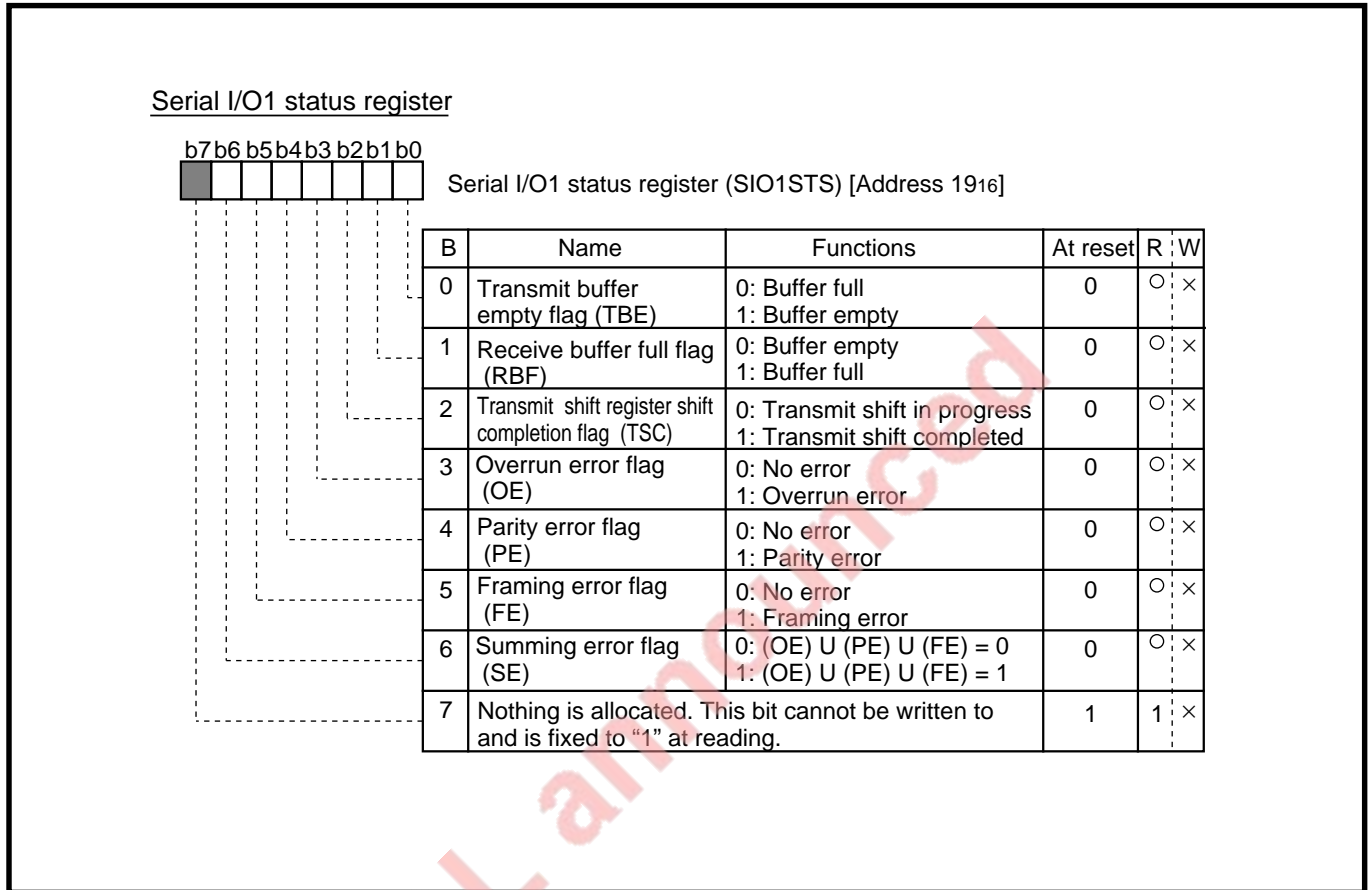 Serial I/O1 status register
b7 b6 b5 b4 b3 b2 b1 b0
Serial I/O1 status register (SIO1STS) [Address 1916]
B Name Functions At reset R W
0 Transmit buffer 0: Buffer full 0 ○ ×
empty flag (TBE) 1: Buffer empty
1 Receive buffer full flag 0: Buffer empty 0 ○ ×
(RBF) 1: Buffer full
2 Transmit shift register shift 0: Transmit shift in progress 0 ○ ×
completion flag (TSC) 1: Transmit shift completed
3 Overrun error flag 0: No error 0 ○ ×
(OE) 1: Overrun error
4 Parity error flag 0: No error 0 ○ ×
(PE) 1: Parity error
5 Framing error flag 0: No error 0 ○ ×
(FE) 1: Framing error
6 Summing error flag 0: (OE) U (PE) U (FE) = 0 0 ○ ×
(SE) 1: (OE) U (PE) U (FE) = 1
7 Nothing is allocated. This bit cannot be written to 1 1 ×
and is fixed to “1” at reading.
L announced